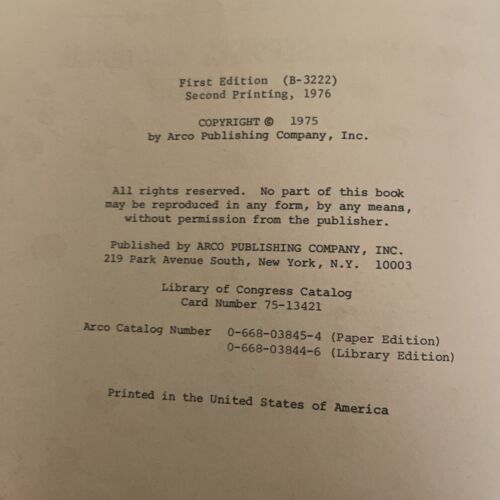 First Edition (B-3222)
Second Printing, 1976
COPYRIGHT © 1975
by Arco Publishing Company, Inc.
All rights reserved. No part of this book
may be reproduced in any form, by any means,
without permission from the publisher.
Published by ARCO PUBLISHING COMPANY, INC.
219 Park Avenue South, New York, N.Y. 10003
Library of Congress Catalog
Card Number 75-13421
Arco Catalog Number 0-668-03845-4 (Paper Edition)
0-668-03844-6 (Library Edition)
Printed in the United States of America